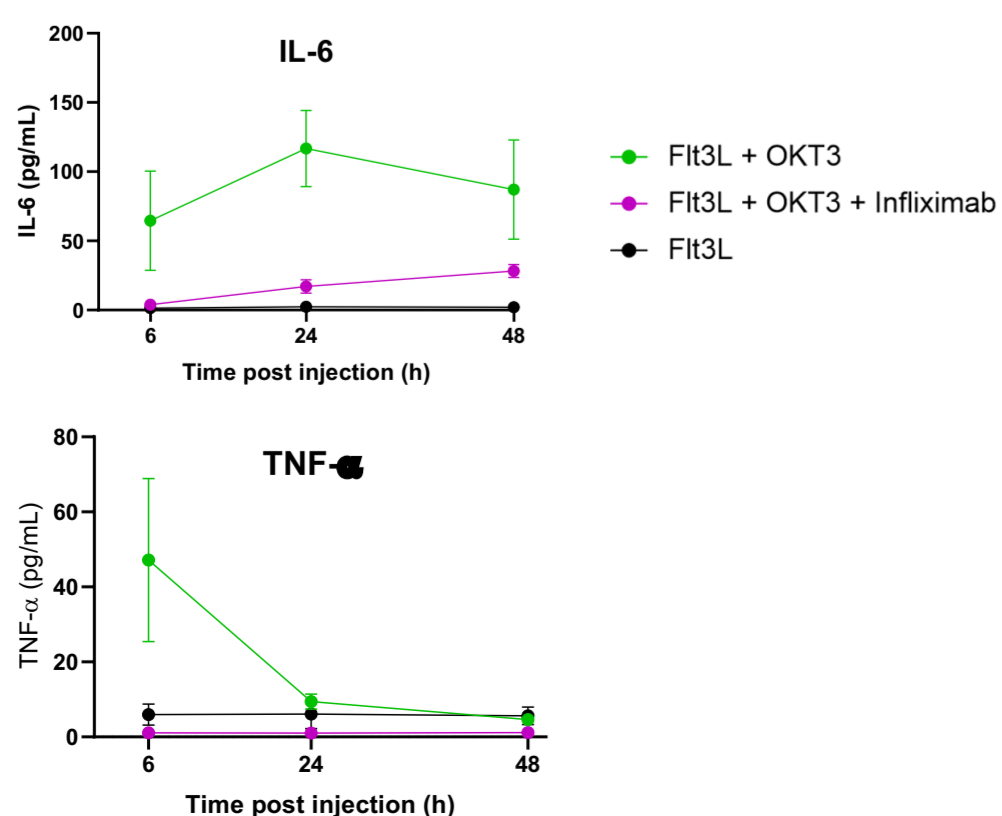 IL-6
200
150
100
50
0
IL-6 (pg/mL)
6 24 48
Time post injection (h)
Flt3L + OKT3
Flt3L + OKT3 + Infliximab
Flt3L
TNF-α
80
60
40
20
0
TNF-α (pg/mL)
6 24 48
Time post injection (h)